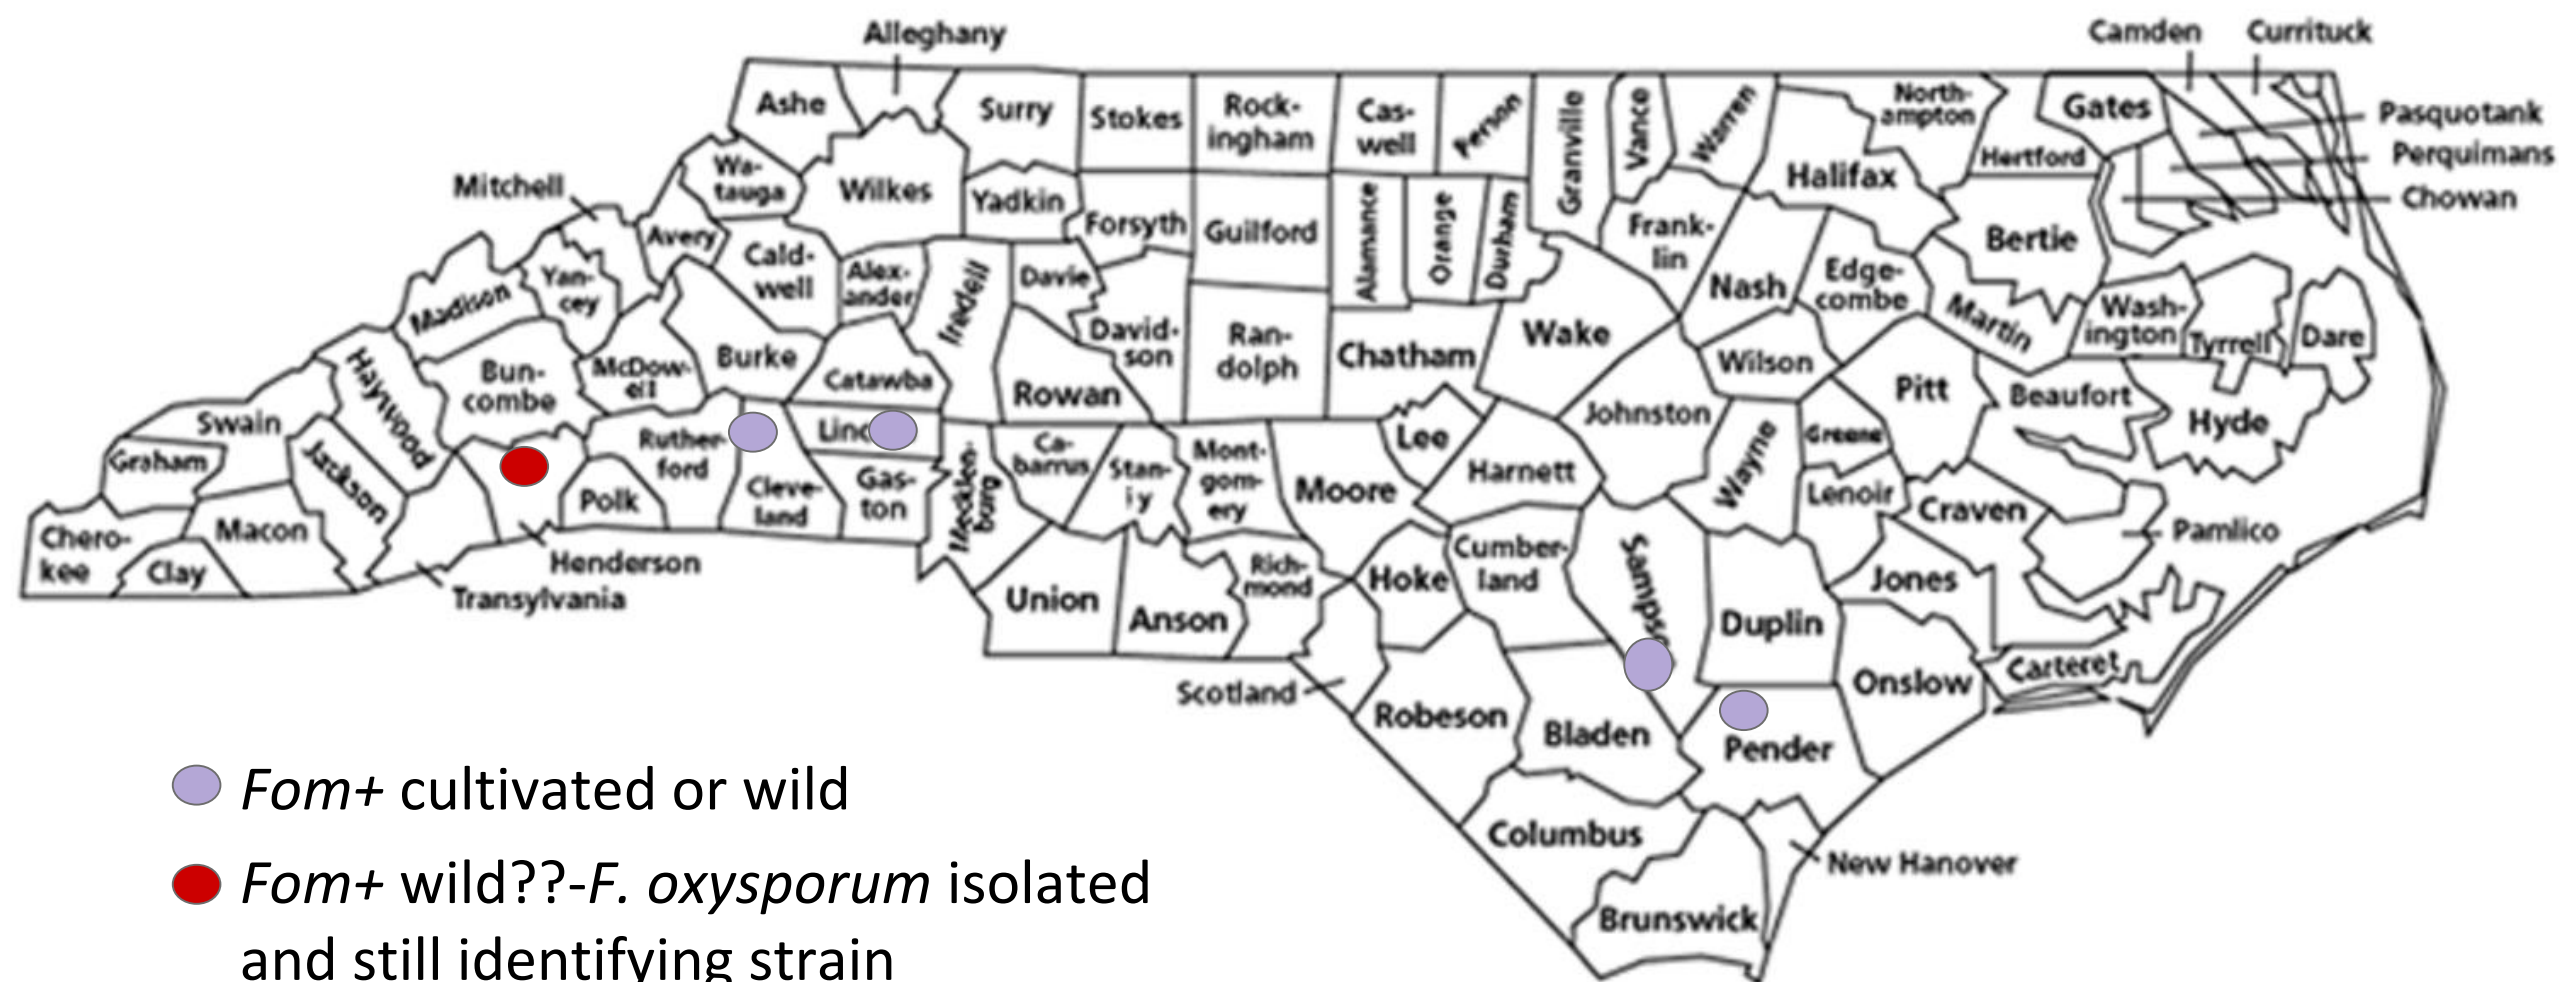 Alleghany
Camden
Currituck
Ashe
Surry
Stokes
Rock-
ingham
Cas-
well
Person
Granville
Vance
Warren
North-
ampton
Gates
Pasquotank
Perquimans
Chowan
Hertford
Halifax
Mitchell
Wa-
tauga
Wilkes
Yadkin
Forsyth
Guilford
Alamance
Orange
Durham
Frank-
lin
Bertie
Avery
Cald-
well
Alex-
ander
Iredell
Davie
Nash
Edge-
combe
Martin
Wash-
ington
Tyrrell
Dare
Madison
Yan-
cey
David-
son
Ran-
dolph
Chatham
Wake
Wilson
Haywood
Bun-
combe
McDow-
ell
Burke
Catawba
Rowan
Pitt
Beaufort
Hyde
Swain
Graham
Jackson
Ruther-
ford
Linc
Ca-
barrus
Stan-
iy
Mont-
gom-
ery
Moore
Lee
Harnett
Johnston
Wayne
Greene
Lenoir
Craven
Pamlico
Chero-
kee
Clay
Macon
Polk
Cleve-
land
Gas-
ton
Mecklen-
burg
Henderson
Transylvania
Union
Anson
Rich-
mond
Hoke
Cumber-
land
Sampso
Duplin
Jones
Onslow
Carteret
Scotland
Robeson
Bladen
Pender
Columbus
New Hanover
Brunswick
Fom+ cultivated or wild
Fom+ wild??-F. oxysporum isolated
and still identifying strain